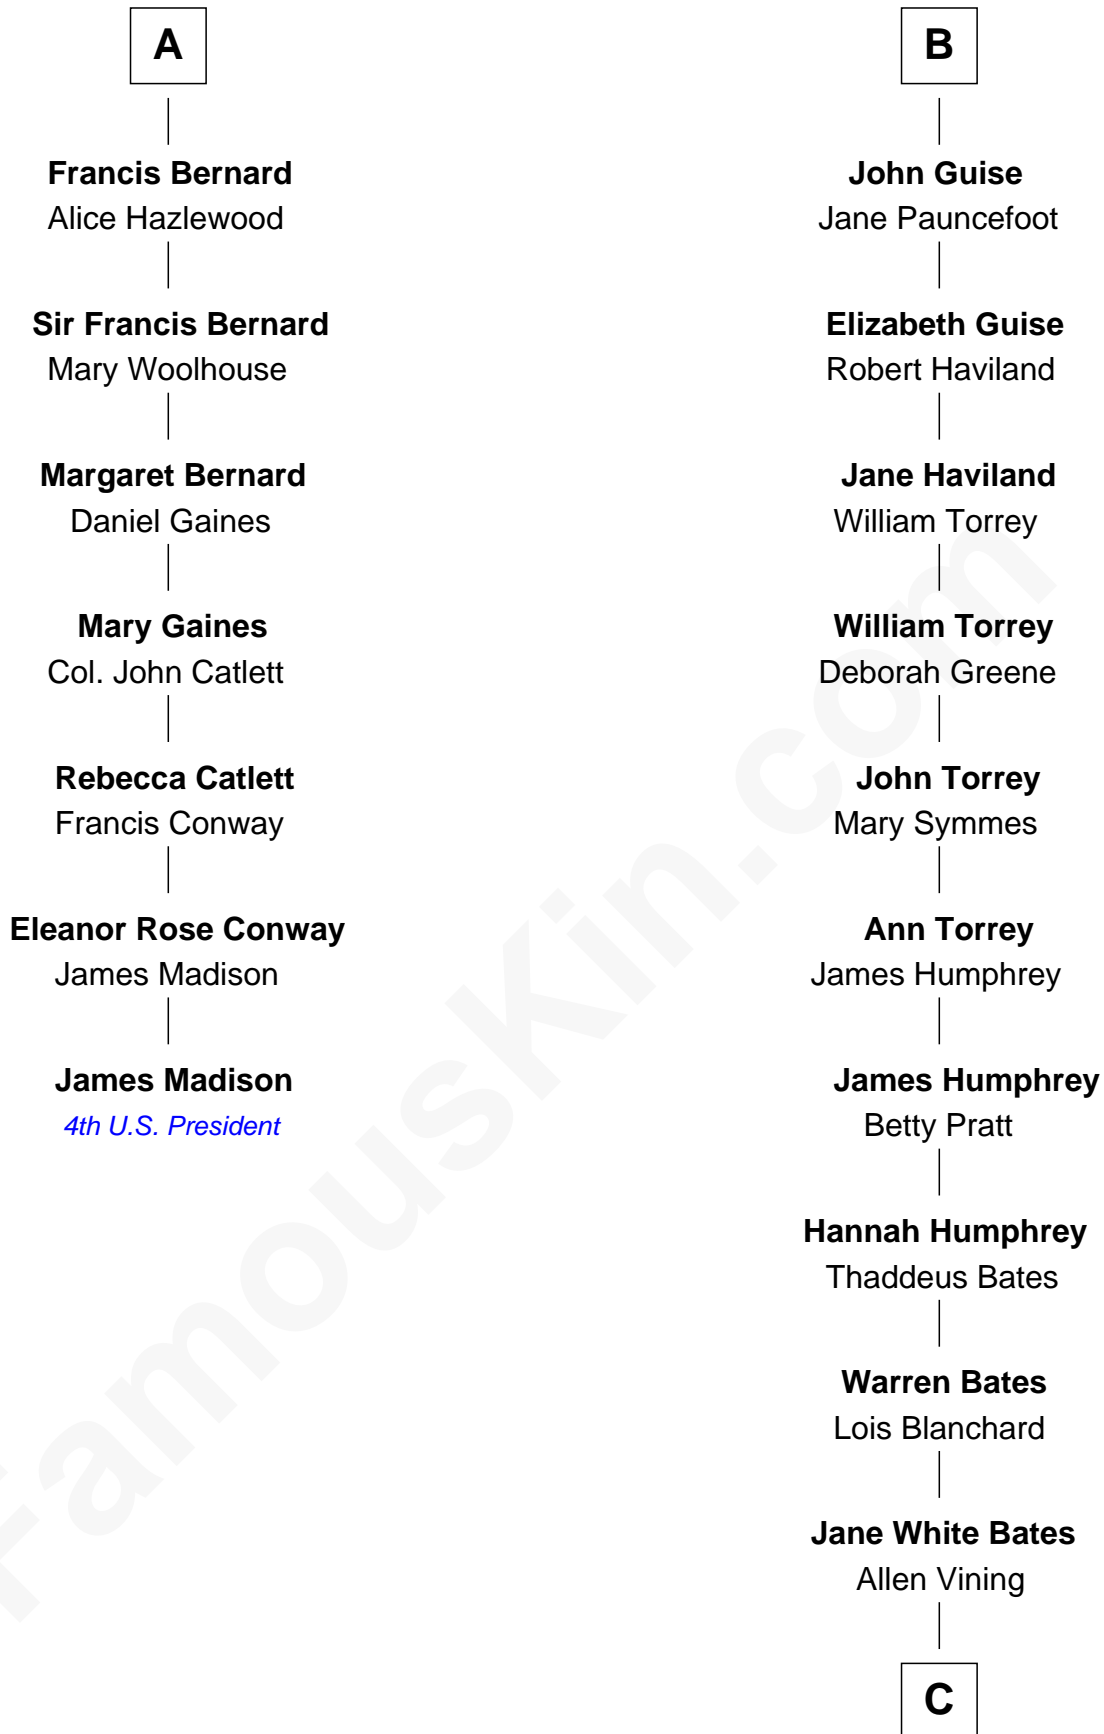 A
Francis Bernard
Alice Hazlewood
Sir Francis Bernard
Mary Woolhouse
Margaret Bernard
Daniel Gaines
Mary Gaines
Col. John Catlett
Rebecca Catlett
Francis Conway
Eleanor Rose Conway
James Madison
James Madison
4th U.S. President
B
John Guise
Jane Pauncefoot
Elizabeth Guise
Robert Haviland
Jane Haviland
William Torrey
William Torrey
Deborah Greene
John Torrey
Mary Symmes
Ann Torrey
James Humphrey
James Humphrey
Betty Pratt
Hannah Humphrey
Thaddeus Bates
Warren Bates
Lois Blanchard
Jane White Bates
Allen Vining
C
FamousKin.com